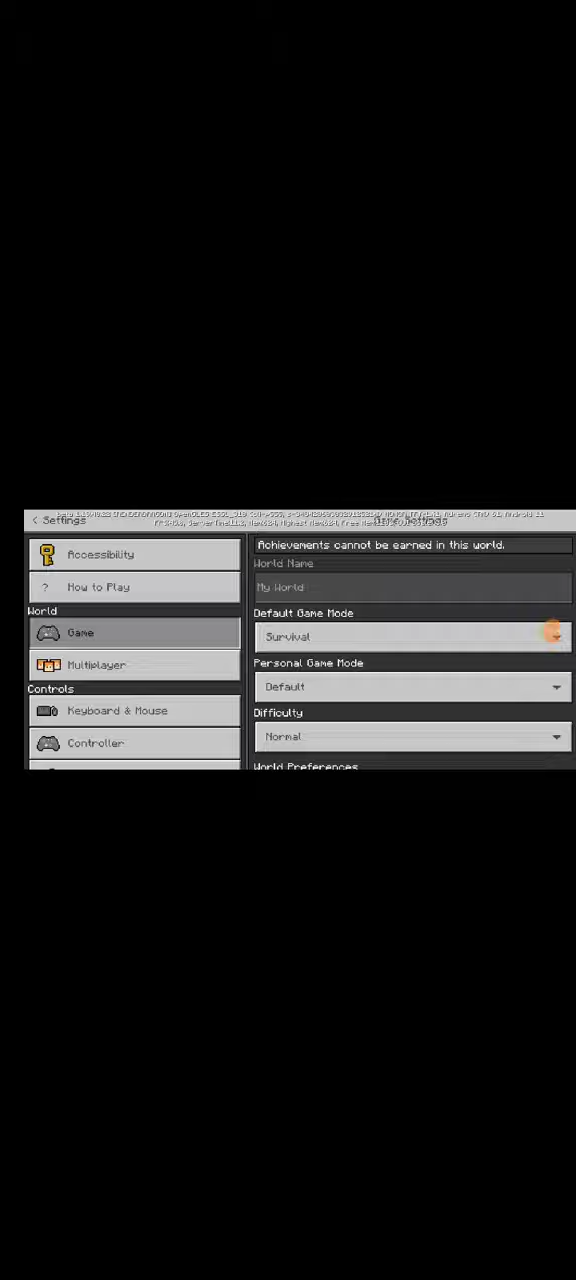 Settings
Accessibility
? How to Play
World
Game
Multiplayer
Controls
Keyboard & Mouse
Controller
Achievements cannot be earned in this world.
World Name
My World
Default Game Mode
Survival
Personal Game Mode
Default
Difficulty
Normal
World Preferences